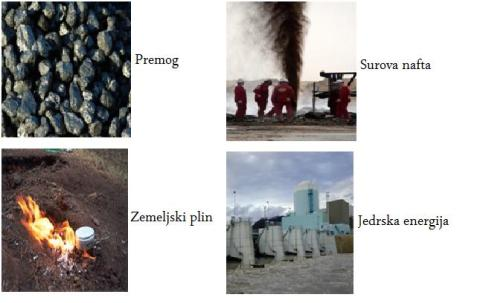 Premog
Surova nafta
Zemeljski plin
Jedrska energija